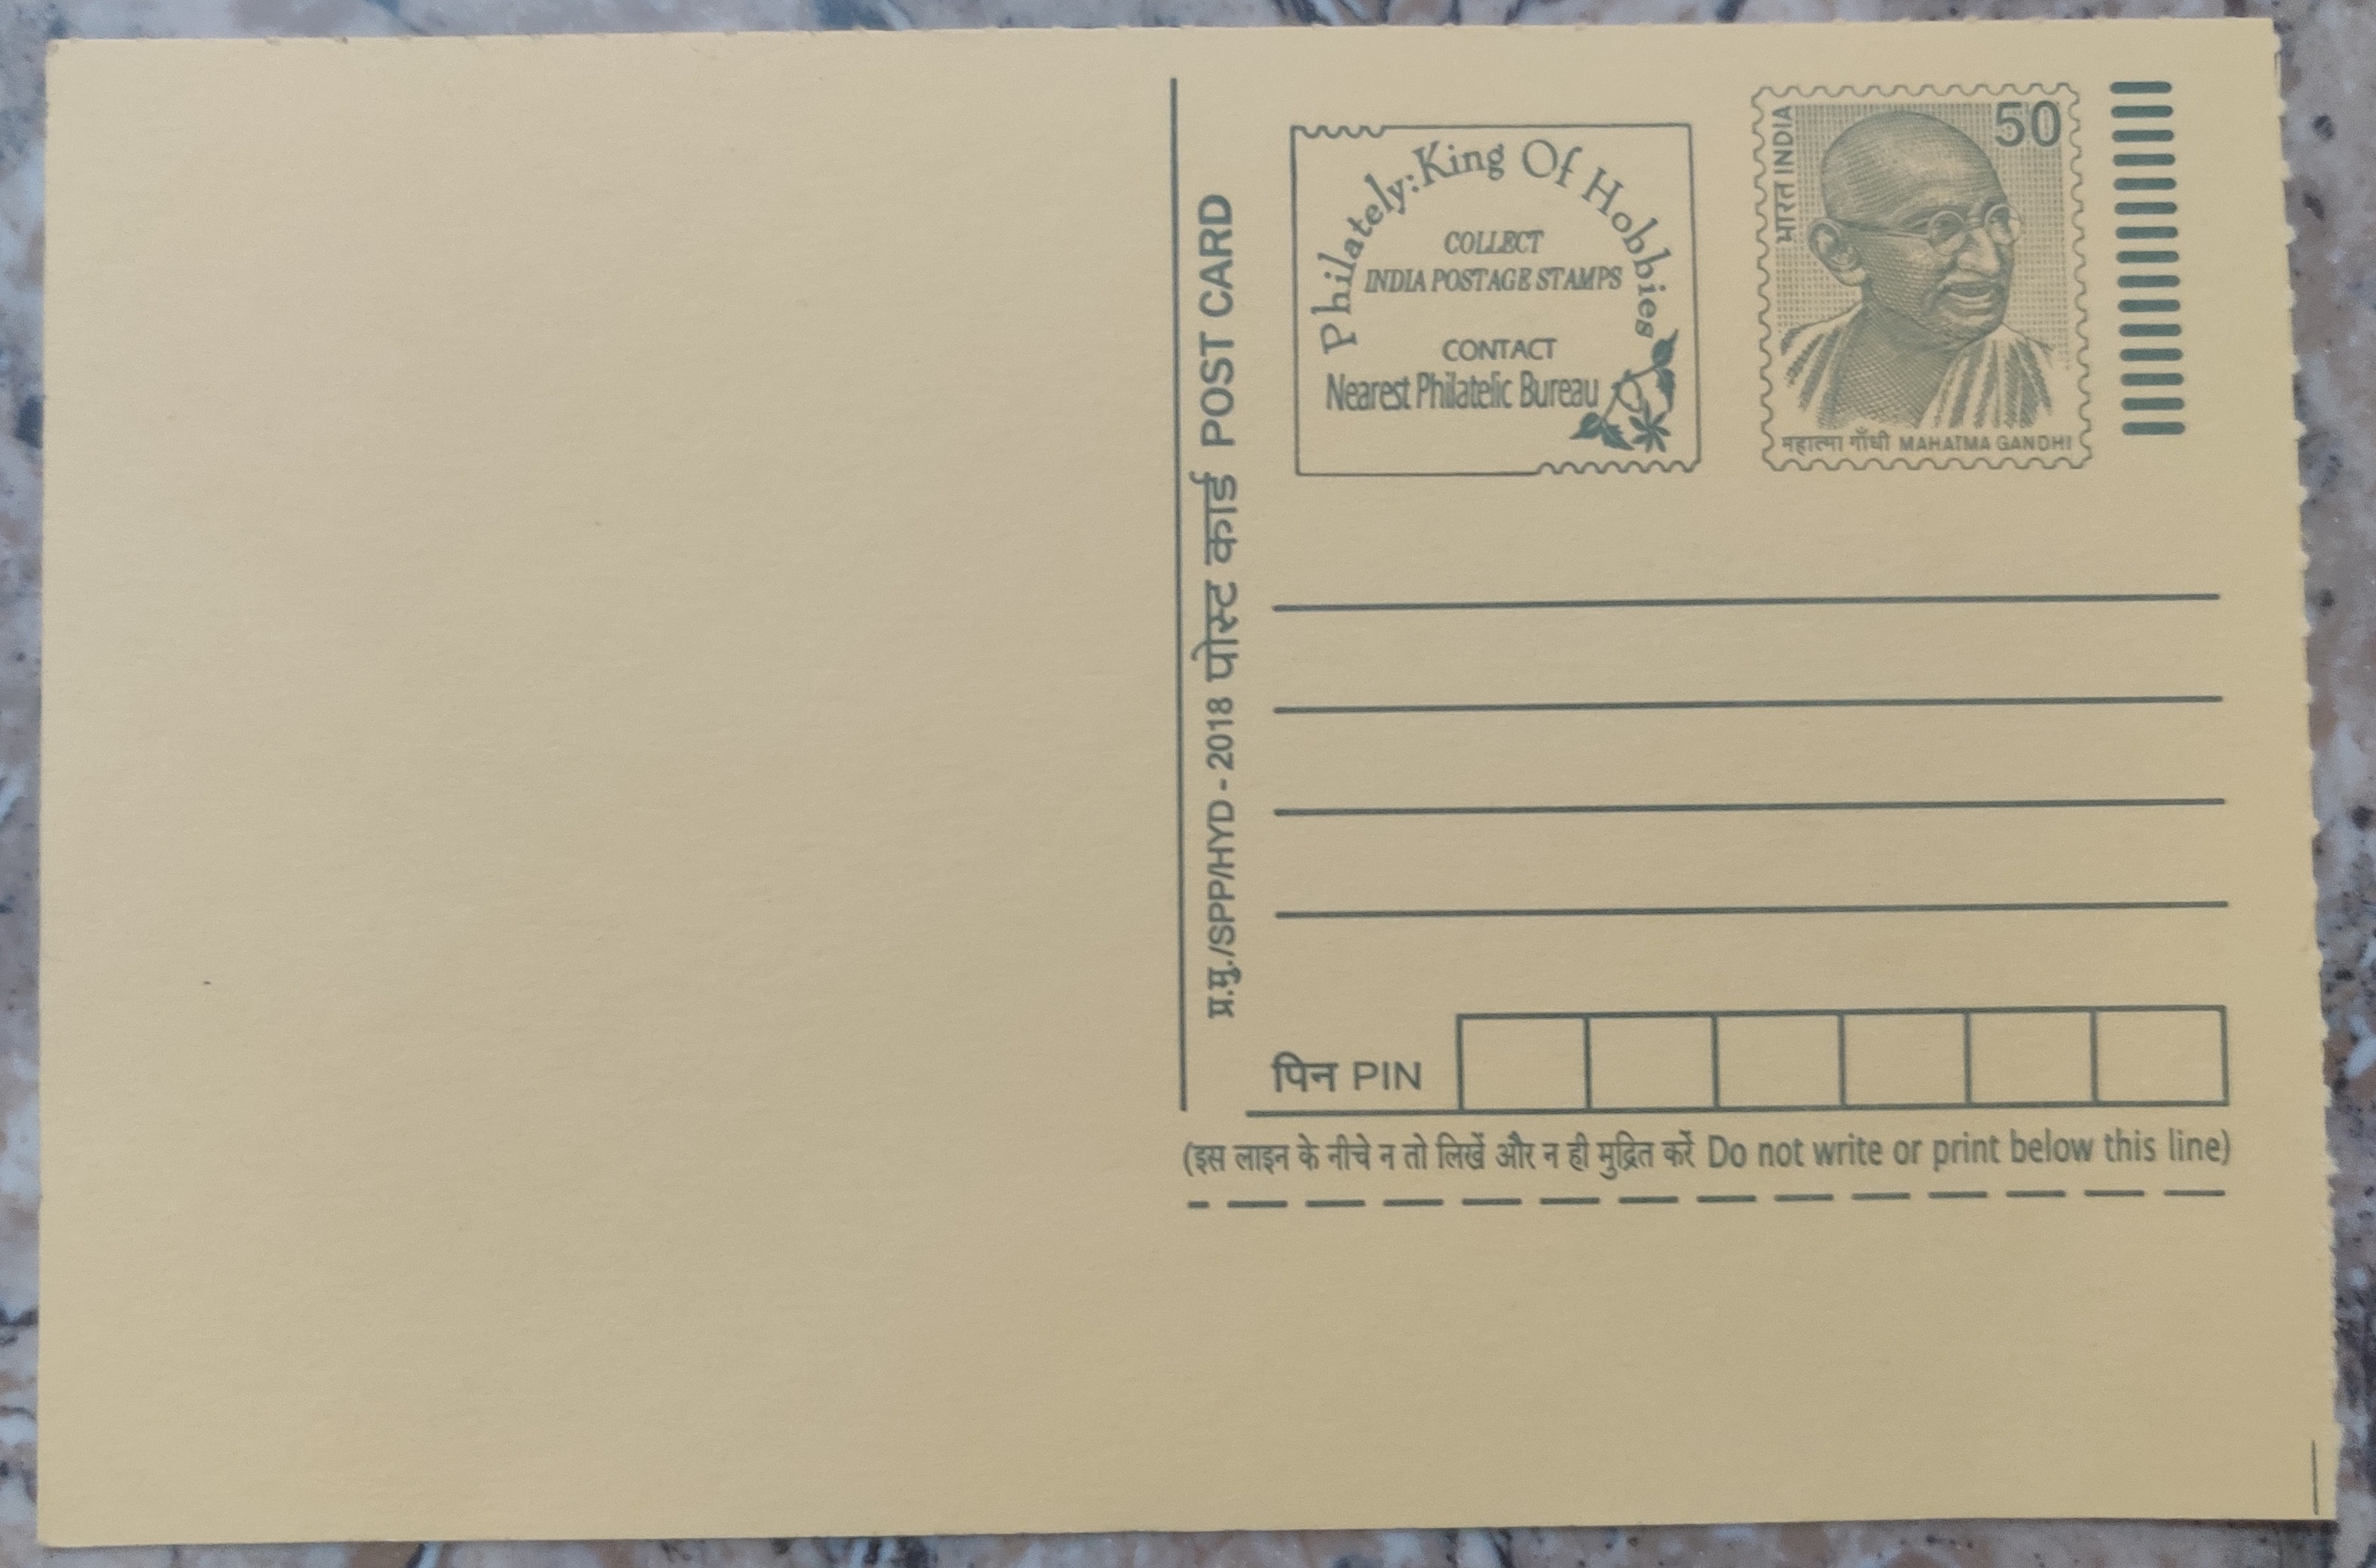 प्र.मु./SPP/HYD - 2018 पोस्ट कार्ड POST CARD
Philately:King Of Hobbies
COLLECT
INDIA POSTAGE STAMPS
CONTACT
Nearest Philatelic Bureau
भारत INDIA
50
महात्मा गाँधी MAHATMA GANDHI
पिन PIN
(इस लाइन के नीचे न तो लिखें और न ही मुद्रित करें Do not write or print below this line)